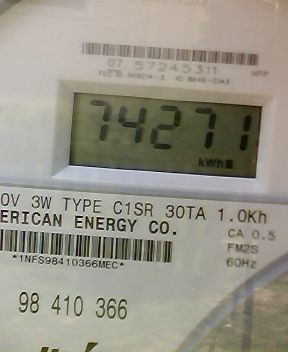 07.57245311
74271
kWh
0V 3W TYPE C1SR 30TA 1.0Kh
ERICAN ENERGY CO.
CA 0.5
FM2S
60Hz
*1NFS98410366MEC*
98 410 366